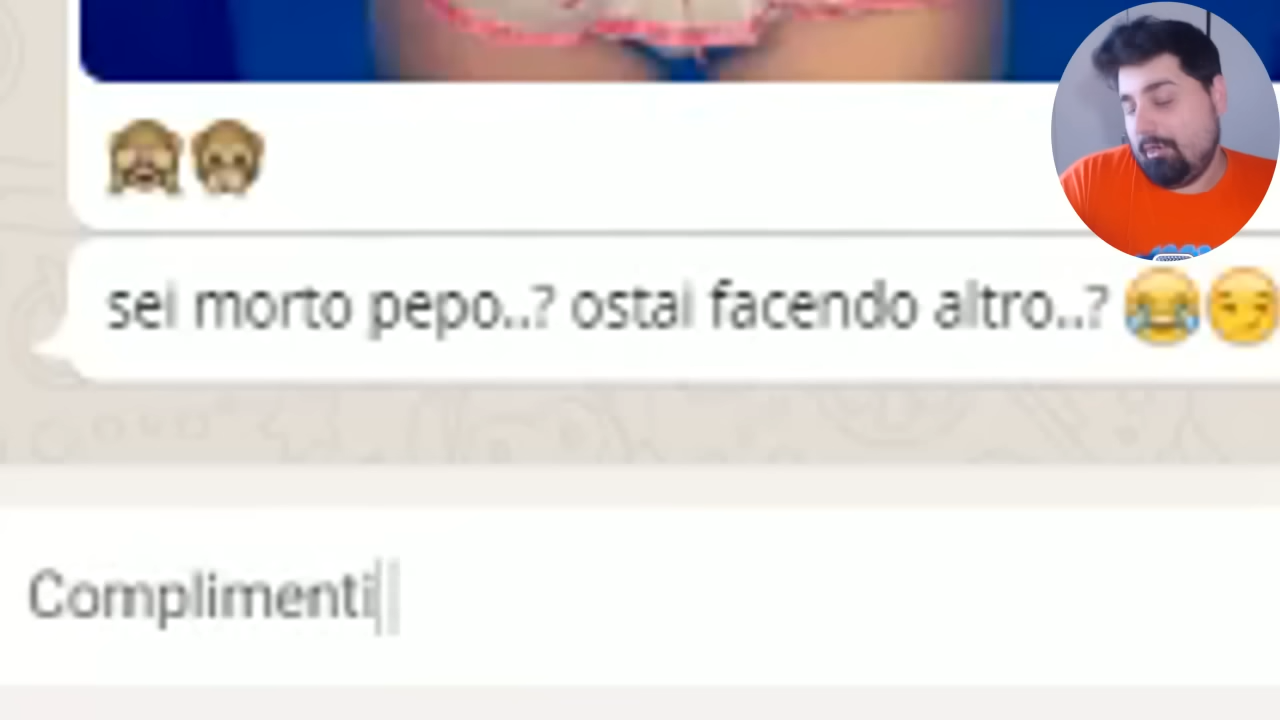 sei morto pepo..? ostai facendo altro..? 😂😏
Complimenti